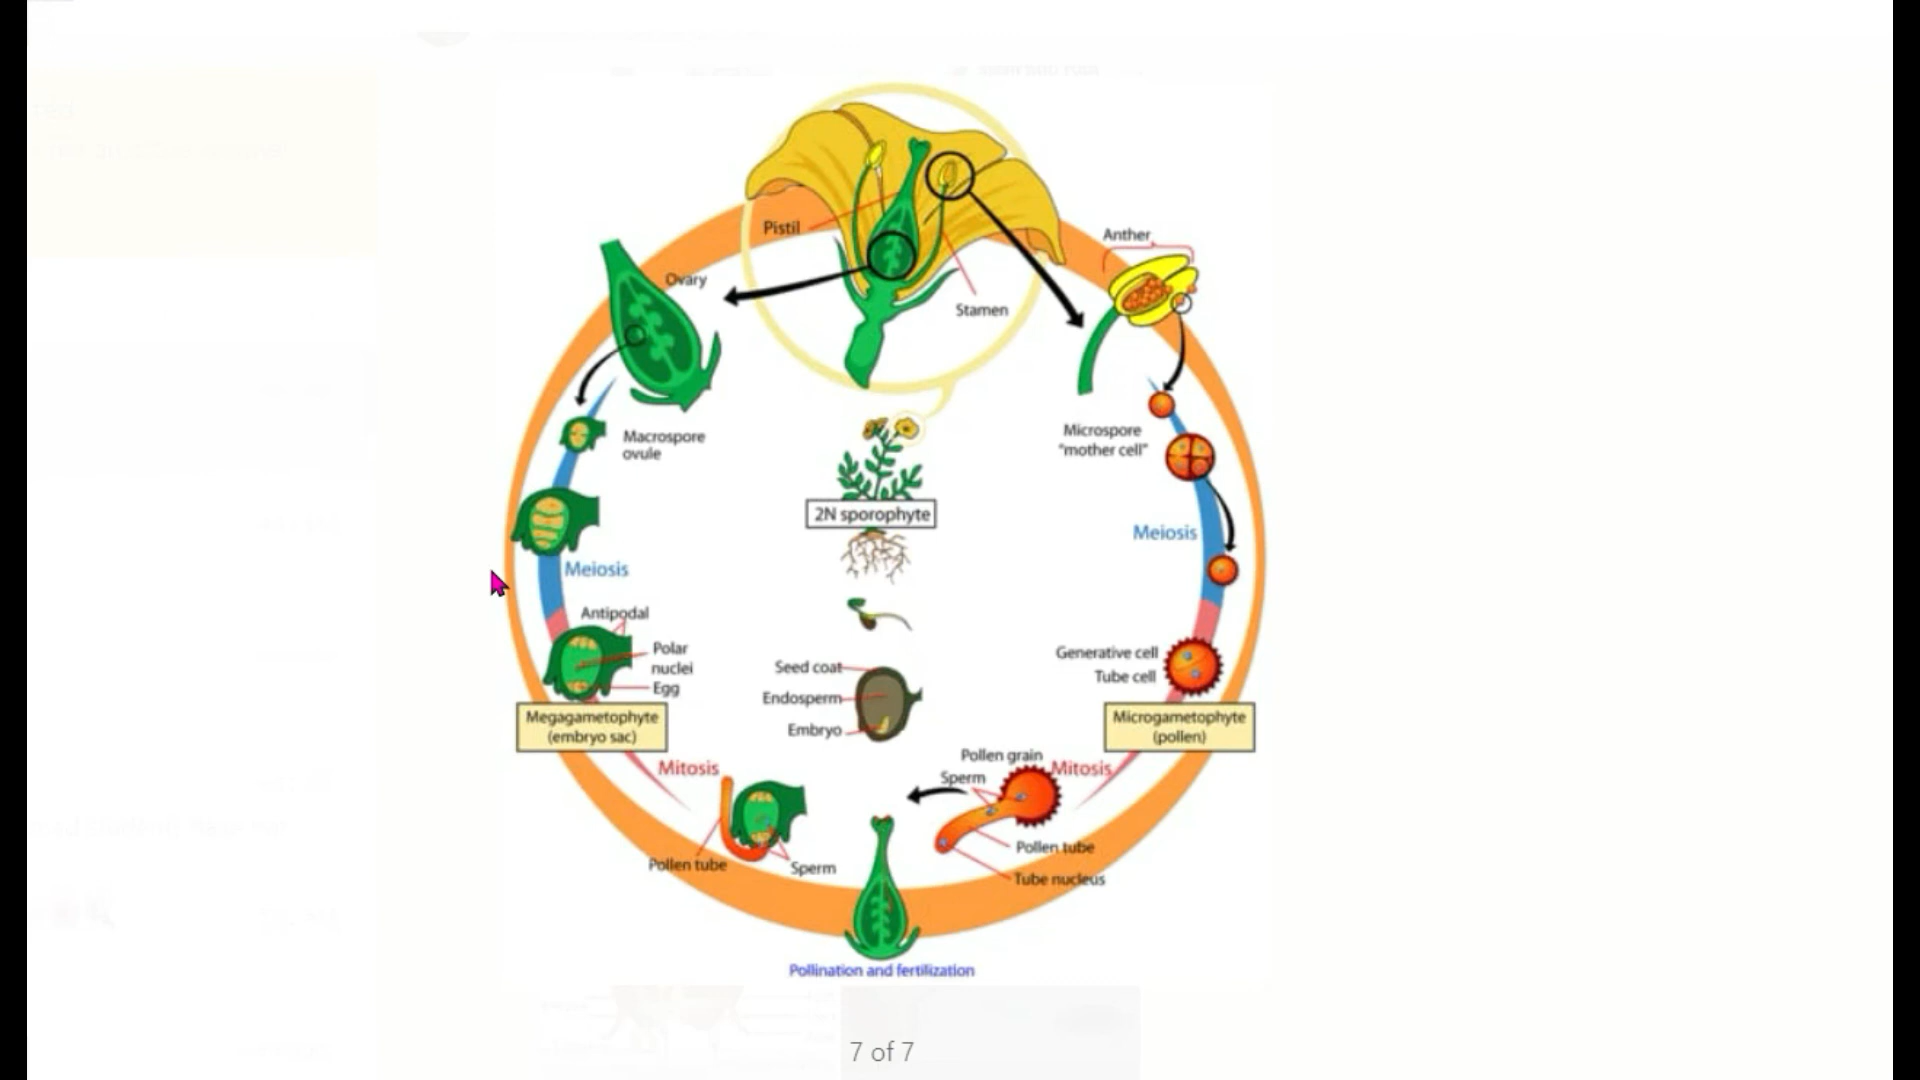 Pistil
Anther
Ovary
Stamen
Macrospore
ovule
Microspore
"mother cell"
2N sporophyte
Meiosis
Meiosis
Antipodal
Polar
nuclei
Egg
Generative cell
Tube cell
Seed coat
Endosperm
Embryo
Megagametophyte
(embryo sac)
Microgametophyte
(pollen)
Mitosis
Pollen grain
Sperm
Mitosis
Pollen tube
Sperm
Pollen tube
Tube nucleus
Pollination and fertilization
7 of 7